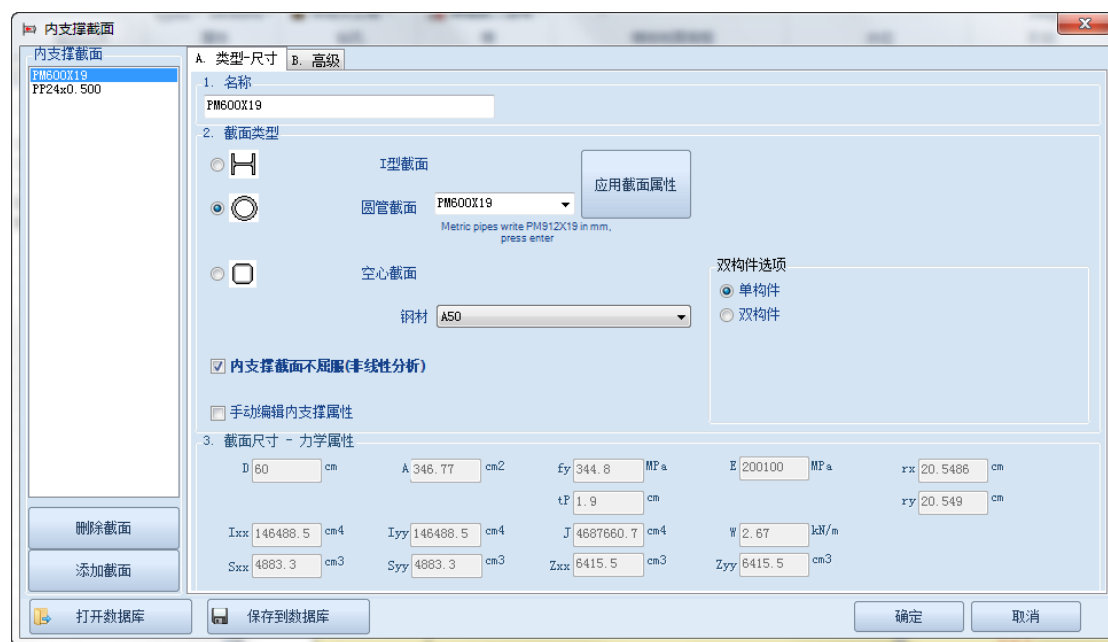 内支撑截面
内支撑截面
PM600X19
PP24x0.500
A. 类型-尺寸 B. 高级
1. 名称
PM600X19
2. 截面类型
I型截面
应用截面属性
圆管截面 PM600X19
Metric pipes write PM912X19 in mm,
press enter
空心截面
双构件选项
单构件
双构件
钢材 A50
内支撑截面不屈服(非线性分析)
手动编辑内支撑属性
3. 截面尺寸 - 力学属性
D 60 cm A 346.77 cm2 fy 344.8 MPa E 200100 MPa rx 20.5486 cm
tP 1.9 cm ry 20.549 cm
Ixx 146488.5 cm4 Iyy 146488.5 cm4 J 4687660.7 cm4 W 2.67 kN/m
Sxx 4883.3 cm3 Syy 4883.3 cm3 Zxx 6415.5 cm3 Zyy 6415.5 cm3
删除截面
添加截面
打开数据库 保存到数据库 确定 取消